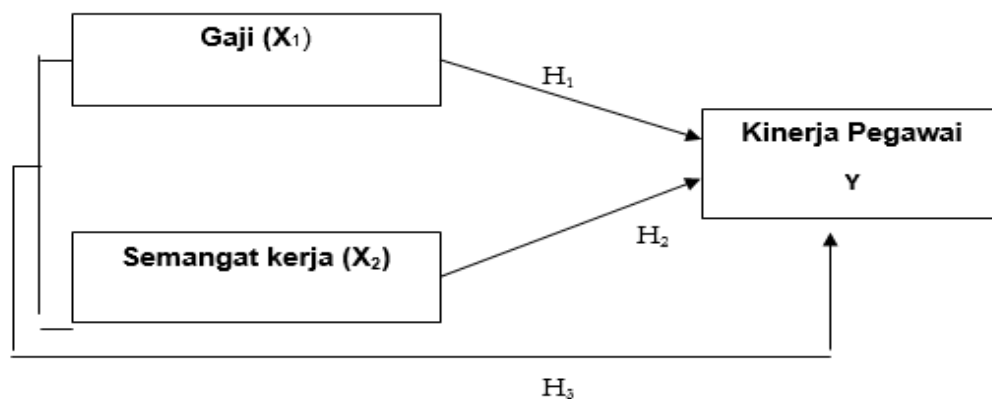 Gaji (X₁)
H₁
Kinerja Pegawai
Y
Semangat kerja (X₂)
H₂
H₃